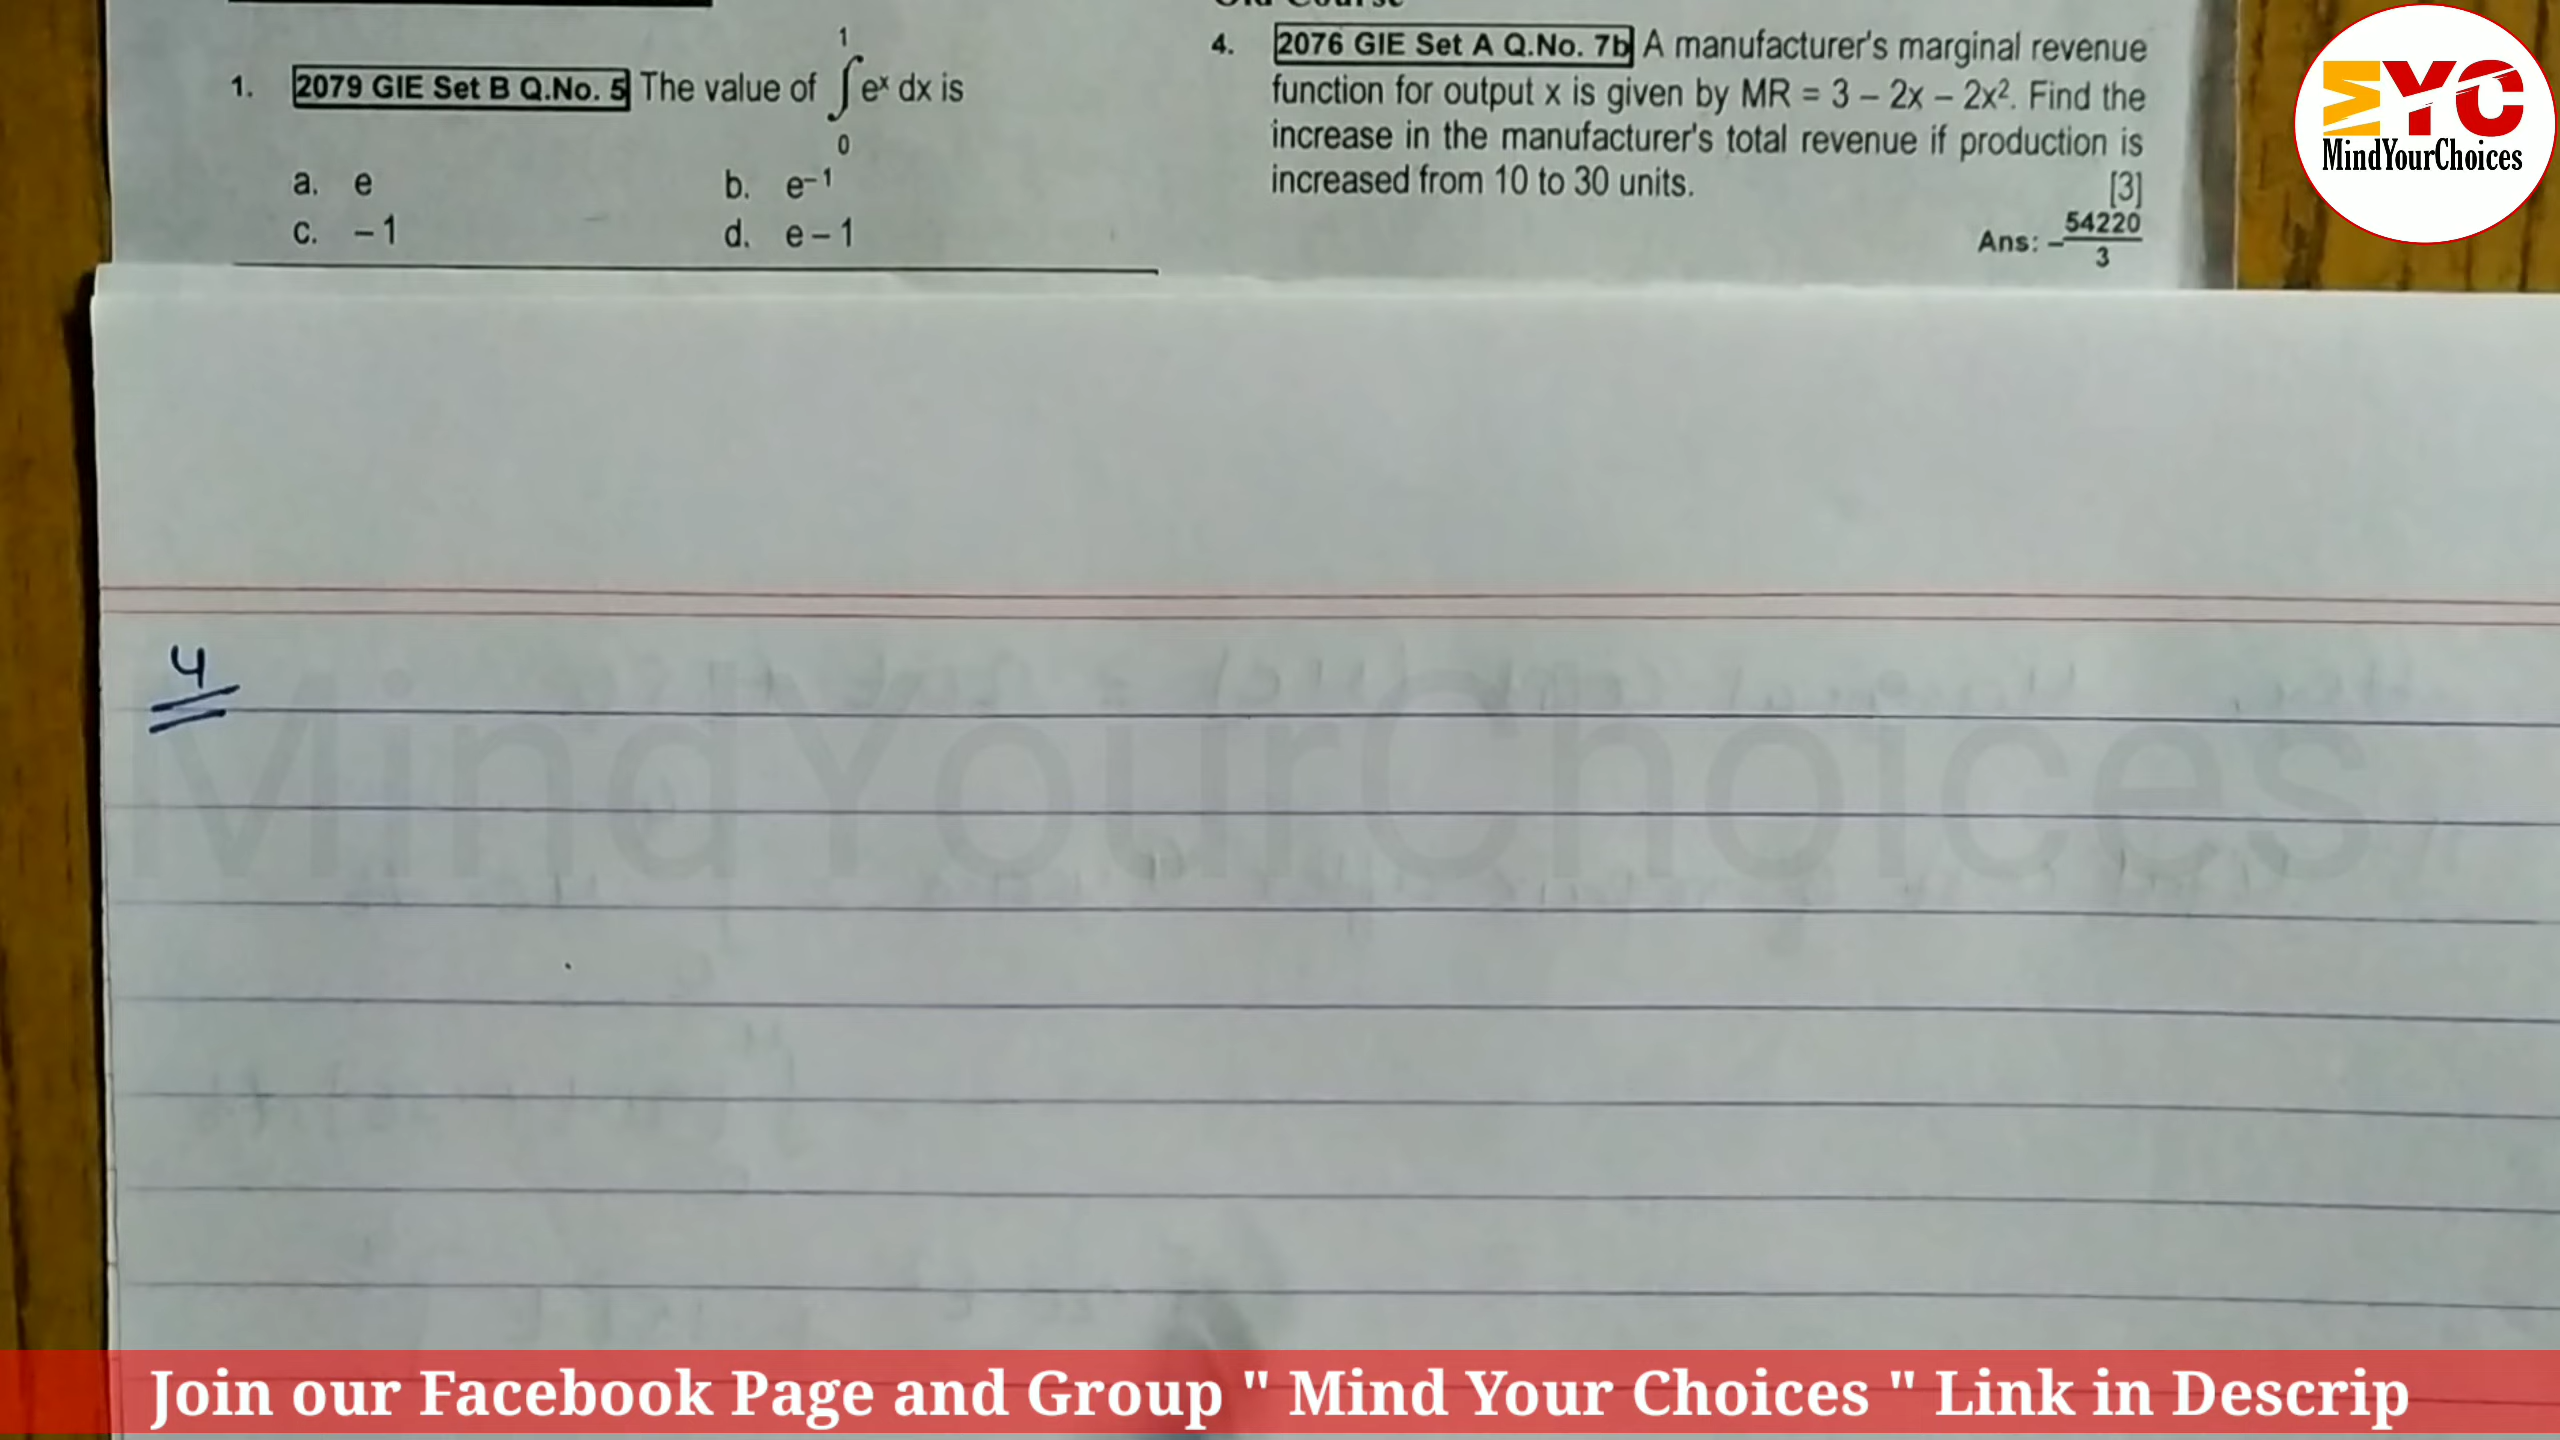 1. 2079 GIE Set B Q.No. 5 The value of ∫₀¹ eˣ dx is
a. e b. e⁻¹
c. – 1 d. e – 1
Old Course
4. 2076 GIE Set A Q.No. 7b A manufacturer's marginal revenue
function for output x is given by MR = 3 – 2x – 2x². Find the
increase in the manufacturer's total revenue if production is
increased from 10 to 30 units. [3]
Ans: –54220/3
MYC
MindYourChoices
4
MindYourChoices
Join our Facebook Page and Group " Mind Your Choices " Link in Descrip